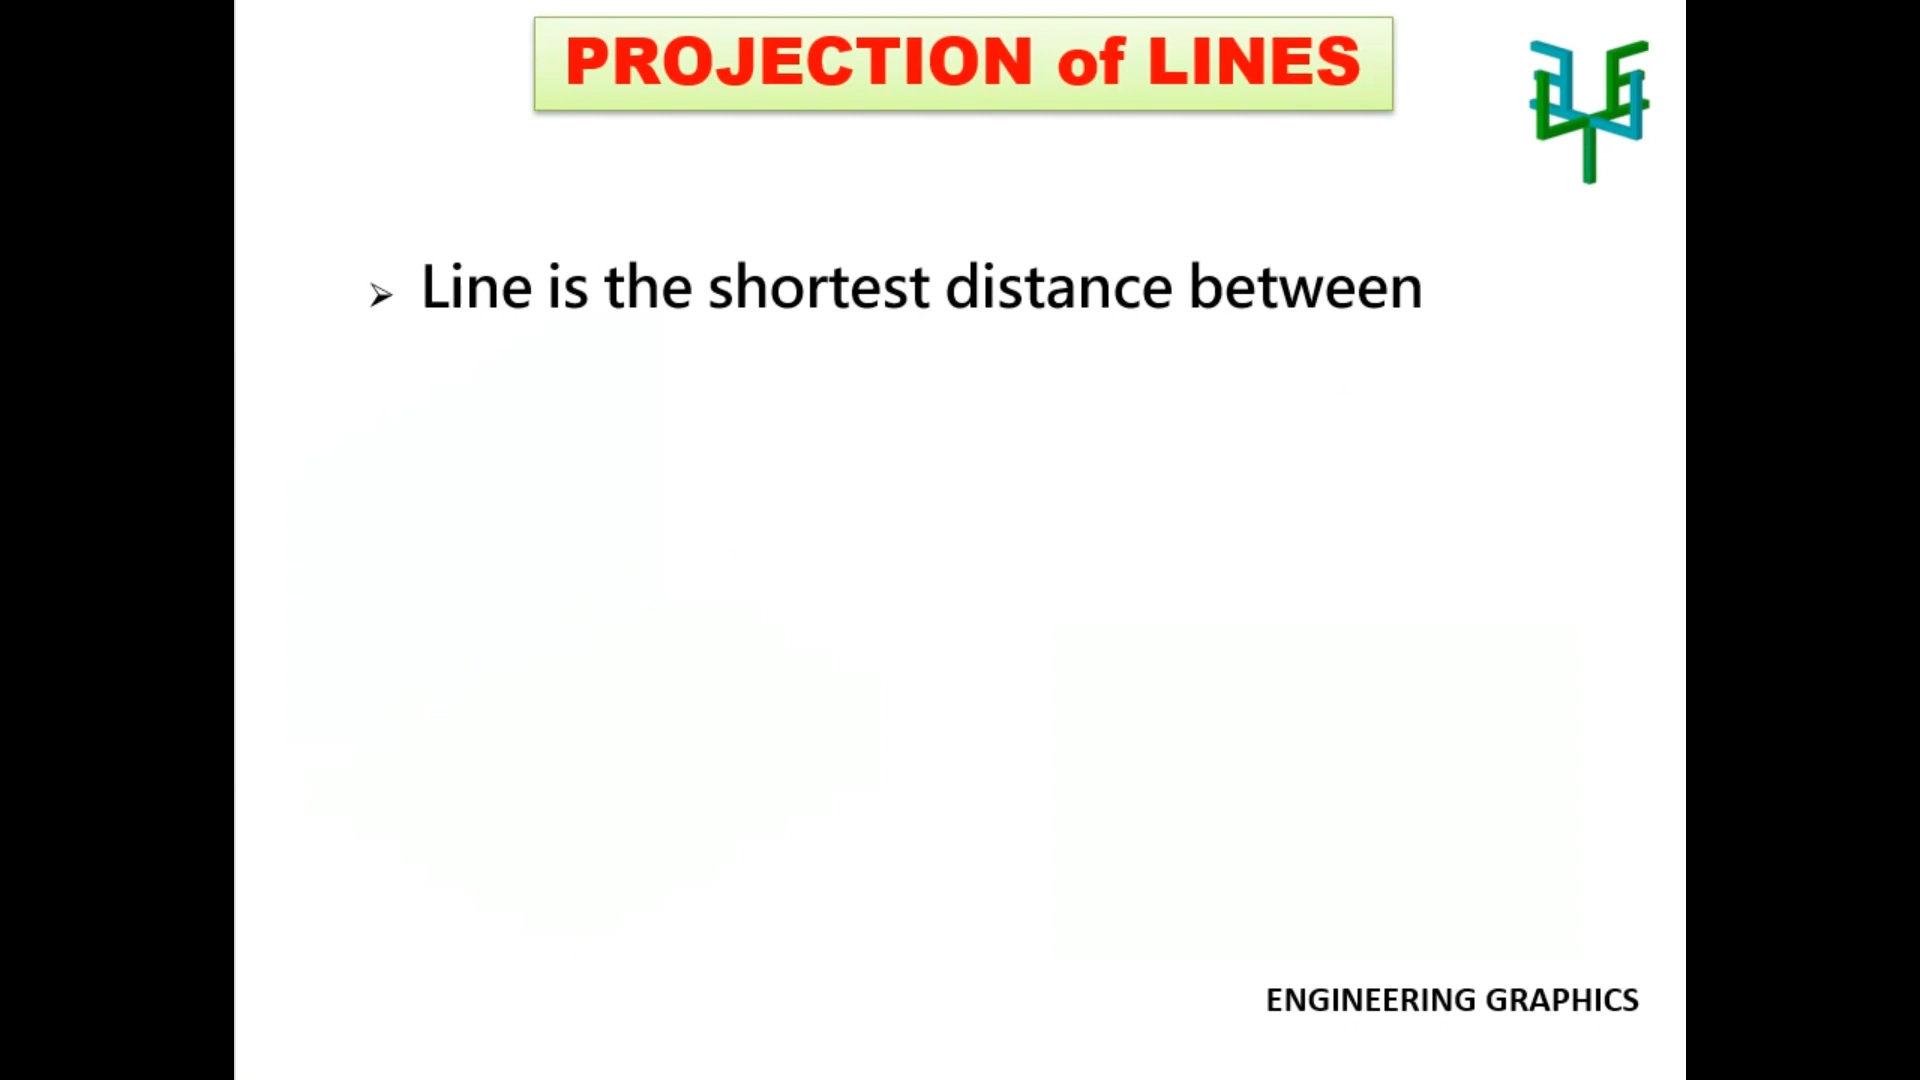 PROJECTION of LINES
➢ Line is the shortest distance between
ENGINEERING GRAPHICS